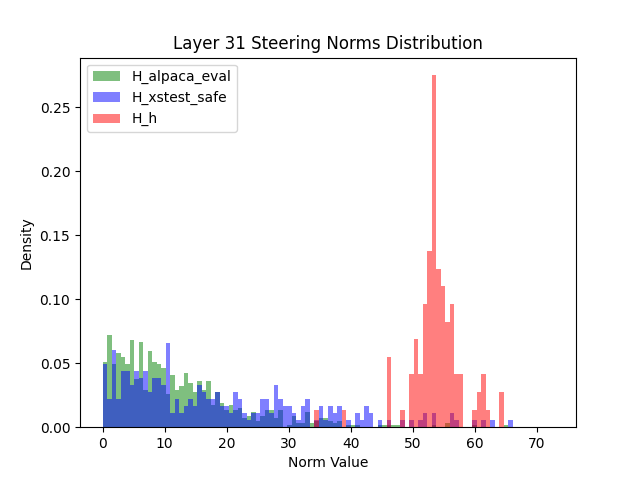 Layer 31 Steering Norms Distribution
H_alpaca_eval
H_xstest_safe
H_h
Density
0.25
0.20
0.15
0.10
0.05
0.00
0 10 20 30 40 50 60 70
Norm Value